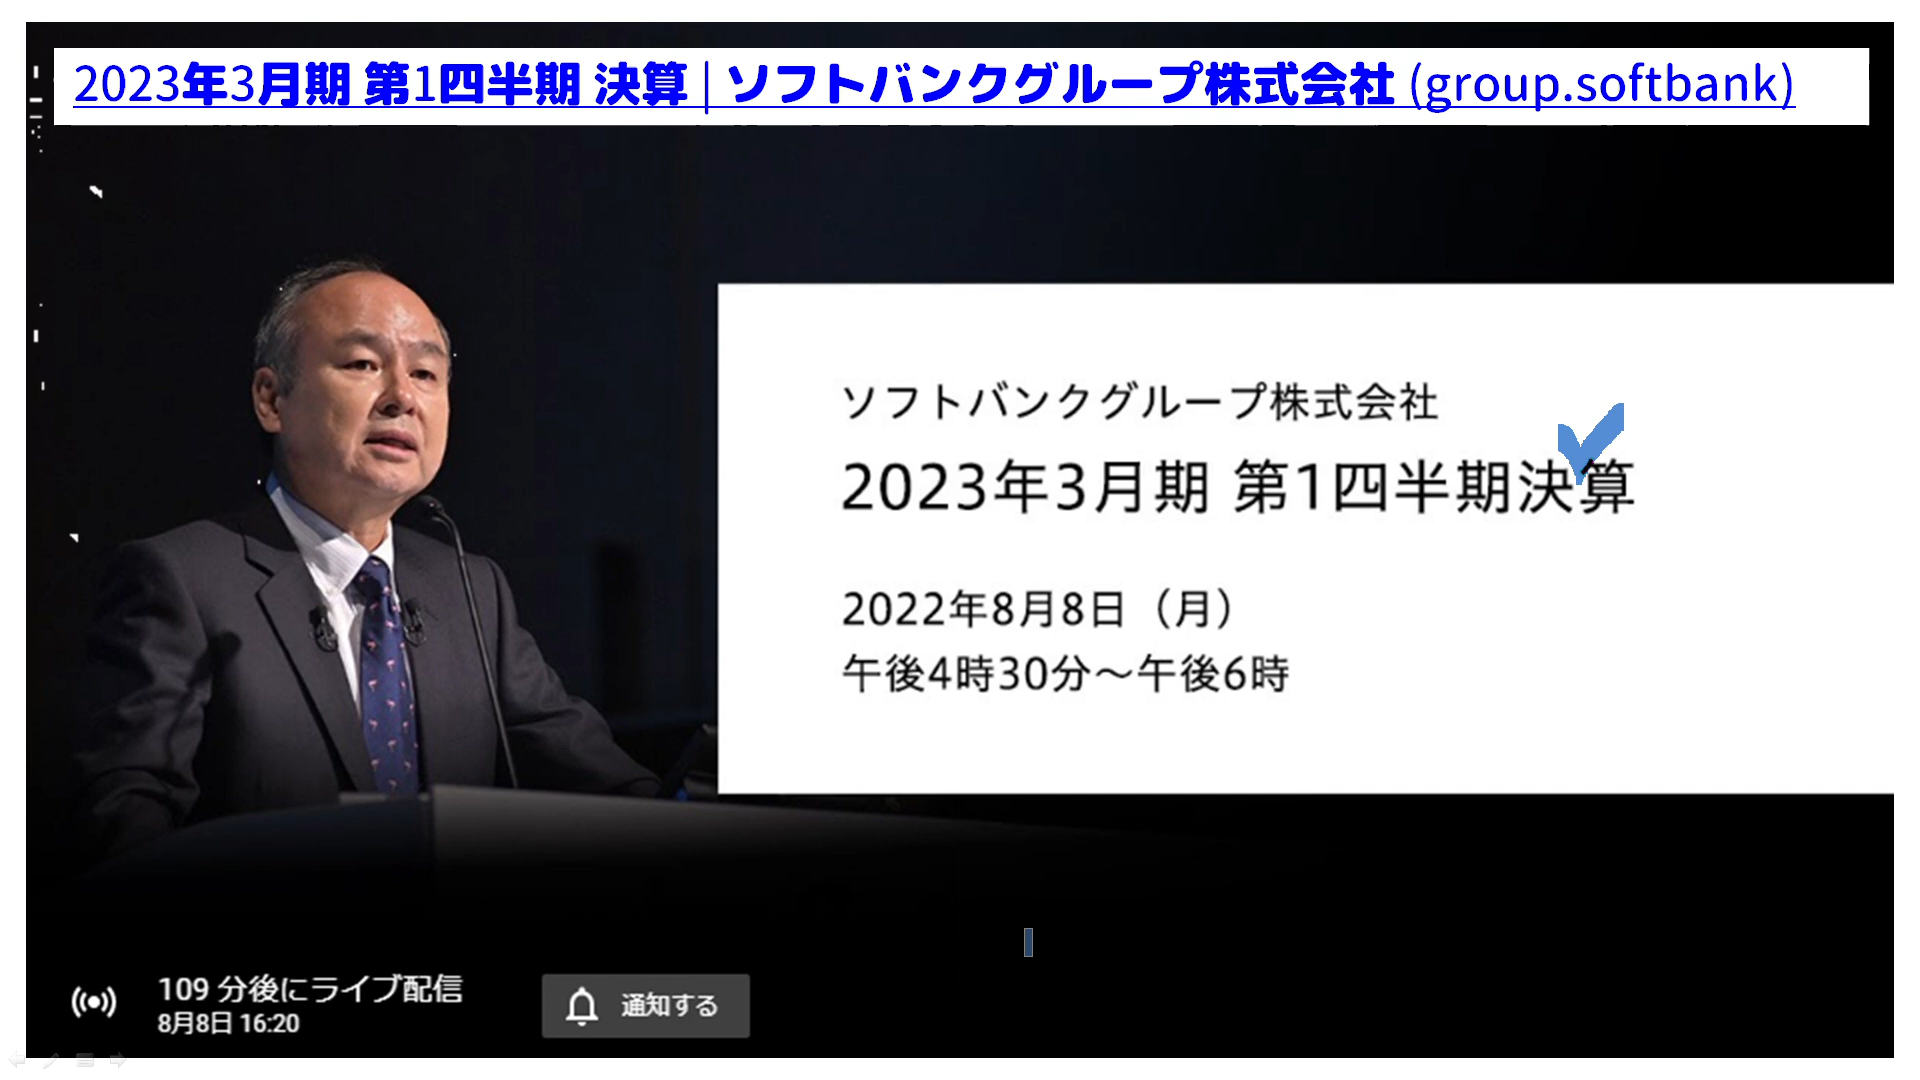 2023年3月期 第1四半期 決算 | ソフトバンクグループ株式会社 (group.softbank)
ソフトバンクグループ株式会社
2023年3月期 第1四半期決算
2022年8月8日（月）
午後4時30分～午後6時
109 分後にライブ配信
8月8日 16:20
通知する